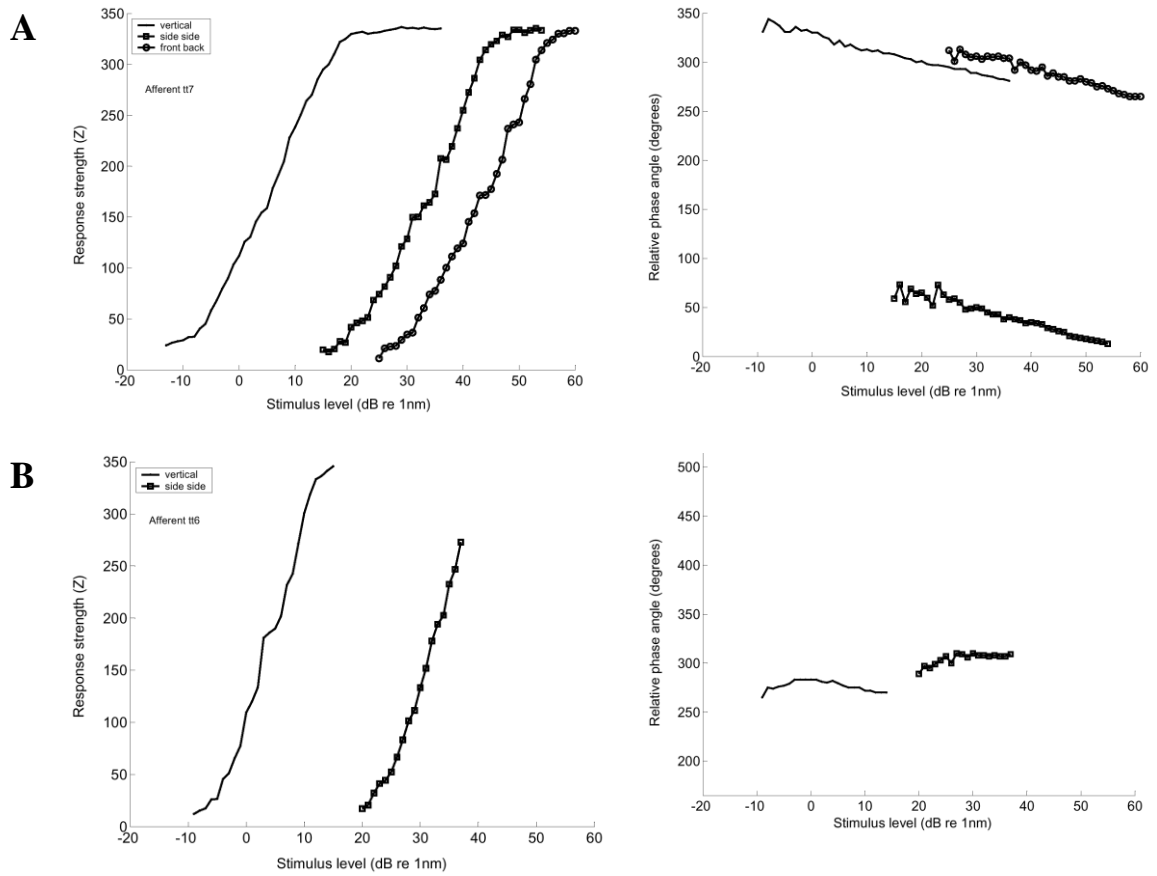 A
350
300
250
200
150
100
50
0
-20 -10 0 10 20 30 40 50 60
Response strength (Z)
Stimulus level (dB re 1nm)
vertical
side side
front back
Afferent tt7
350
300
250
200
150
100
50
0
-20 -10 0 10 20 30 40 50 60
Relative phase angle (degrees)
Stimulus level (dB re 1nm)
B
350
300
250
200
150
100
50
0
-20 -10 0 10 20 30 40 50 60
Response strength (Z)
Stimulus level (dB re 1nm)
vertical
side side
Afferent tt6
500
450
400
350
300
250
200
-20 -10 0 10 20 30 40 50 60
Relative phase angle (degrees)
Stimulus level (dB re 1nm)